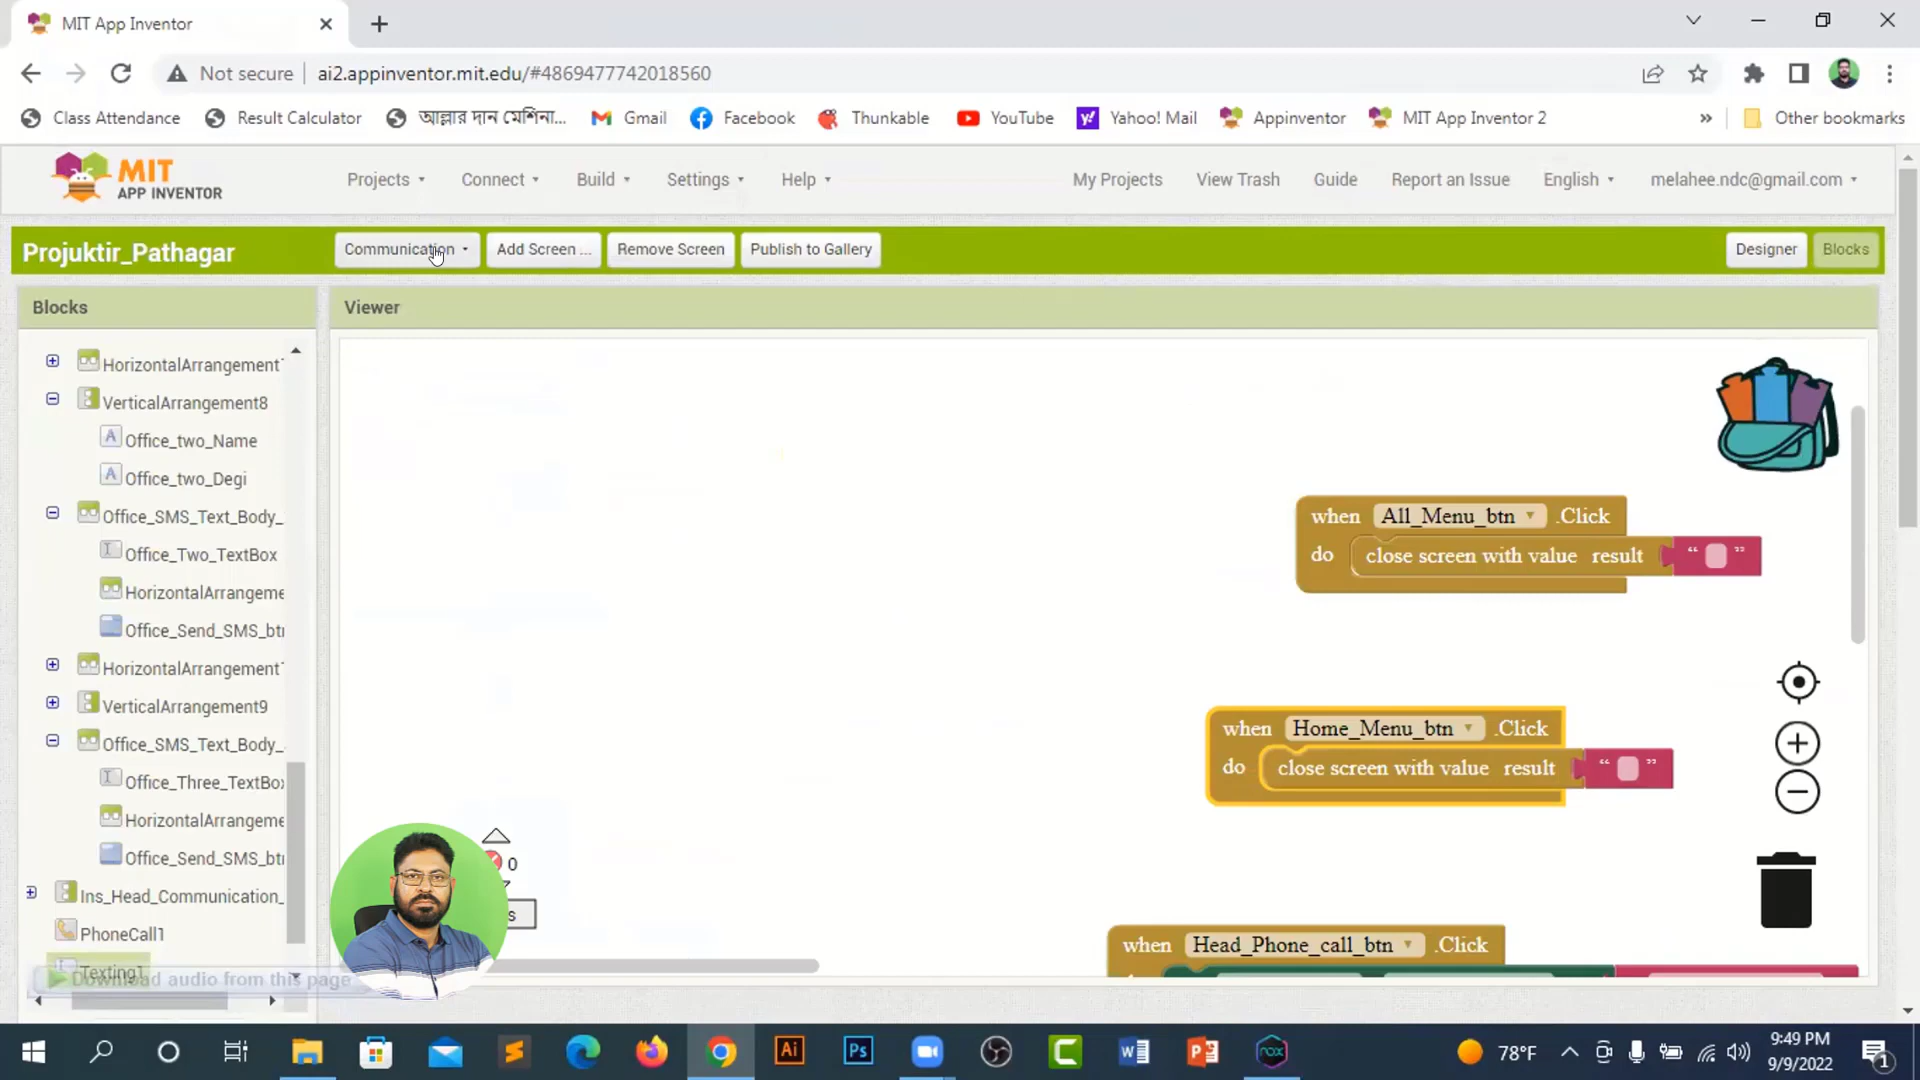 MIT App Inventor
Not secure | ai2.appinventor.mit.edu/#4869477742018560
Class Attendance Result Calculator আল্লার দান মেশিনা... Gmail Facebook Thunkable YouTube Yahoo! Mail Appinventor MIT App Inventor 2 » Other bookmarks
MIT
APP INVENTOR
Projects Connect Build Settings Help My Projects View Trash Guide Report an Issue English melahee.ndc@gmail.com
Projuktir_Pathagar Communication Add Screen ... Remove Screen Publish to Gallery Designer Blocks
Blocks Viewer
HorizontalArrangement
VerticalArrangement8
Office_two_Name
Office_two_Degi
Office_SMS_Text_Body_
Office_Two_TextBox
HorizontalArrangeme
Office_Send_SMS_bt
HorizontalArrangement
VerticalArrangement9
Office_SMS_Text_Body_
Office_Three_TextBo
HorizontalArrangeme
Office_Send_SMS_bt
Ins_Head_Communication_
PhoneCall1
Texting1
Download audio from this page
when All_Menu_btn .Click
do close screen with value result “ ”
when Home_Menu_btn .Click
do close screen with value result “ ”
when Head_Phone_call_btn .Click
0
s
Ai Ps W P nox
78°F
9:49 PM
9/9/2022
1